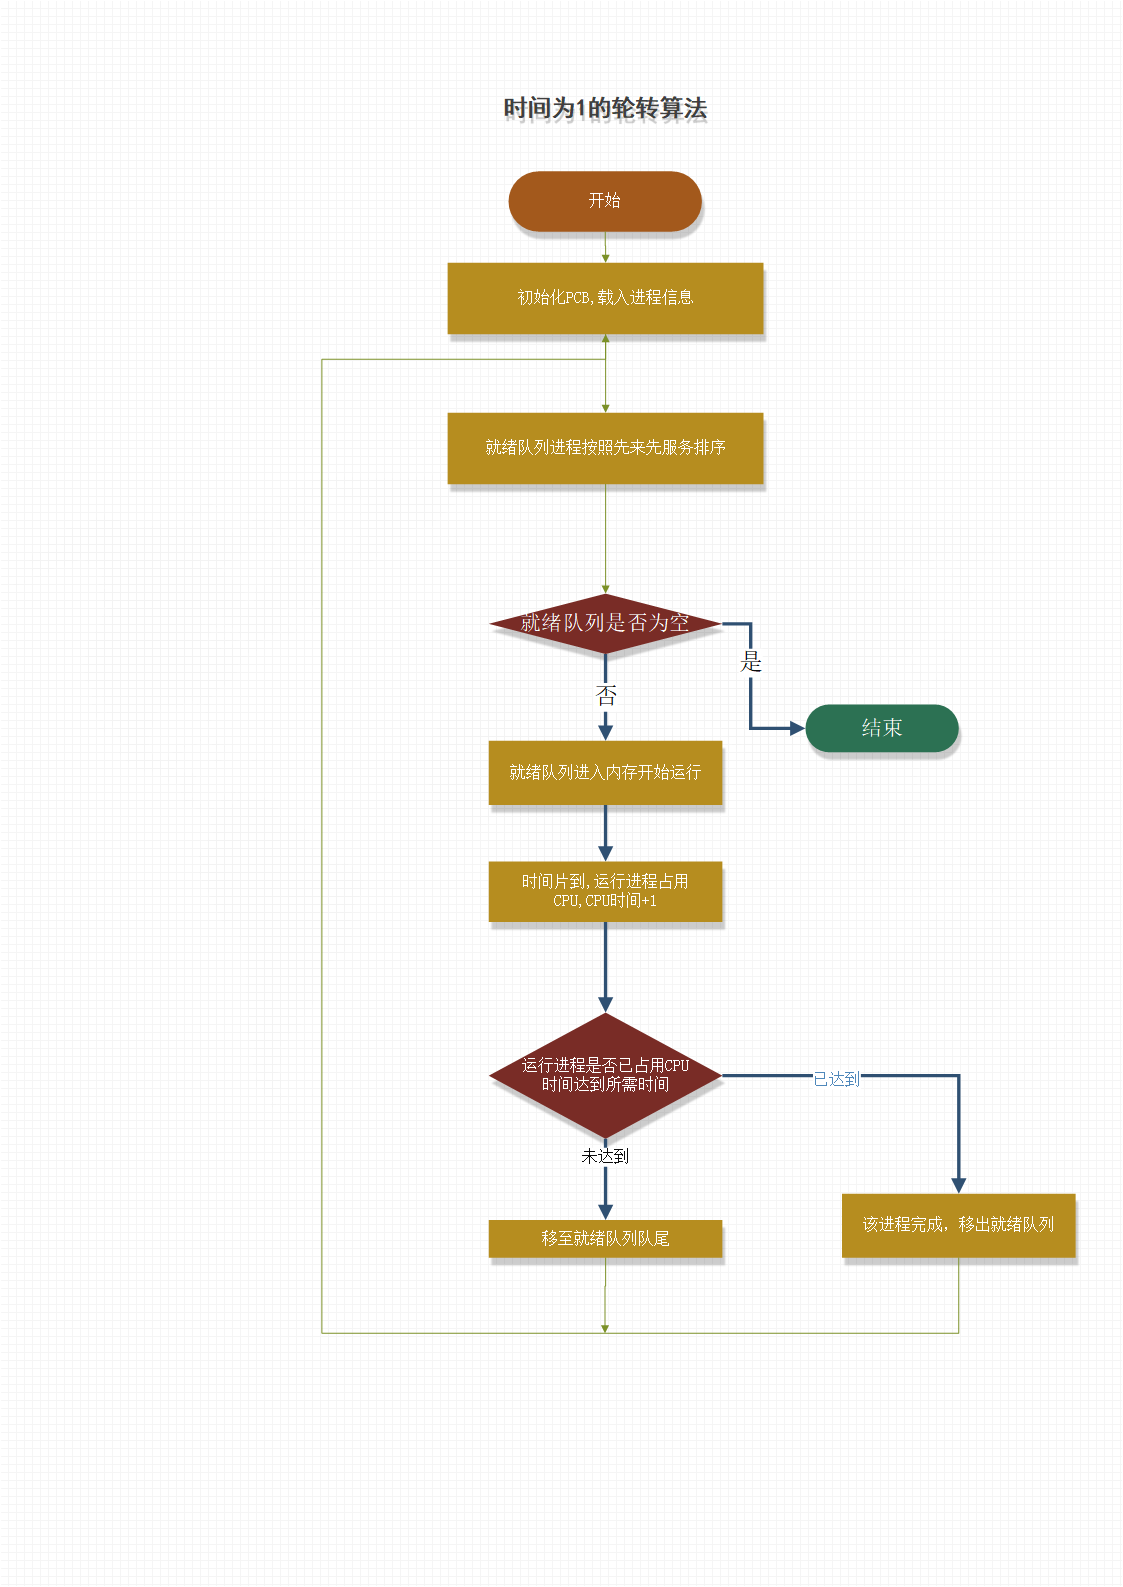 时间为1的轮转算法
开始
初始化PCB,载入进程信息
就绪队列进程按照先来先服务排序
就绪队列是否为空
是
否
结束
就绪队列进入内存开始运行
时间片到,运行进程占用
CPU,CPU时间+1
运行进程是否已占用CPU
时间达到所需时间
已达到
未达到
该进程完成，移出就绪队列
移至就绪队列队尾